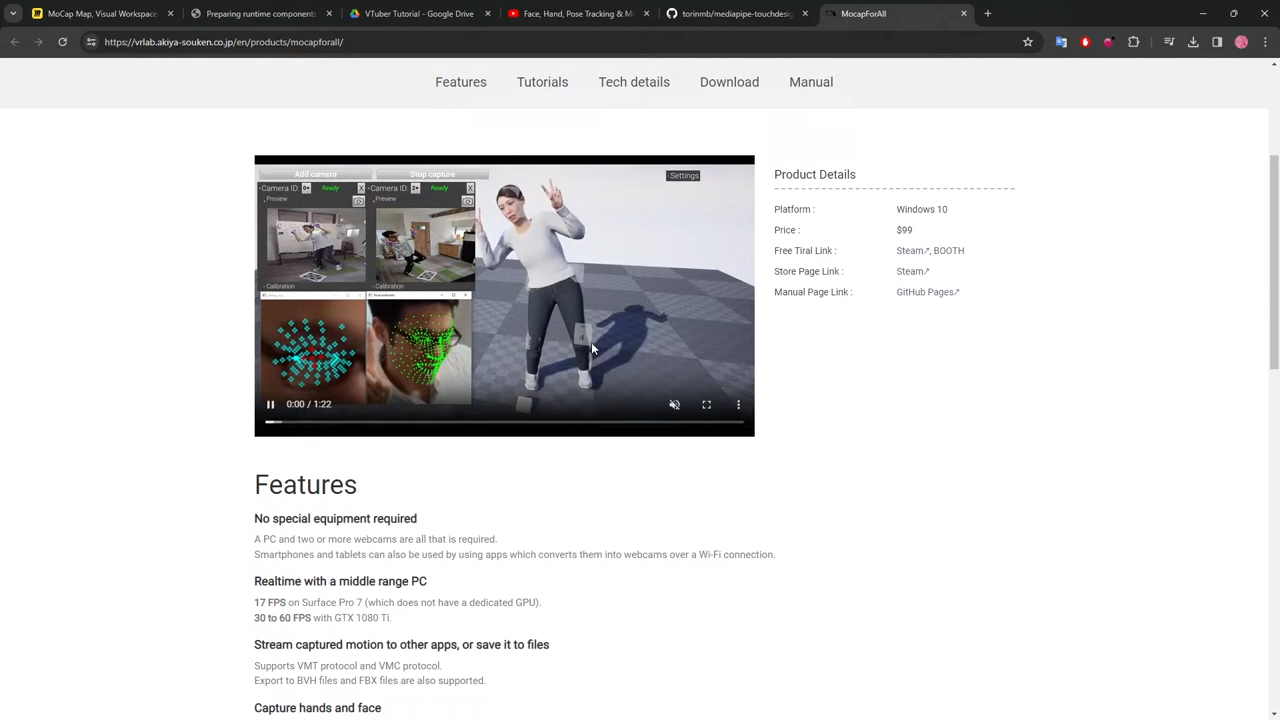 MoCap Map, Visual Workspace
Preparing runtime components
VTuber Tutorial - Google Drive
Face, Hand, Pose Tracking & M
torinmb/mediapipe-touchdesig
MocapForAll
https://vrlab.akiya-souken.co.jp/en/products/mocapforall/
Features
Tutorials
Tech details
Download
Manual
Add camera
Stop capture
Settings
Camera ID:
Ready
X
Camera ID:
Ready
X
Preview
Preview
Calibration
Calibration
0:00 / 1:22
Product Details
Platform :
Windows 10
Price :
$99
Free Tiral Link :
Steam↗, BOOTH
Store Page Link :
Steam↗
Manual Page Link :
GitHub Pages↗
Features
No special equipment required
A PC and two or more webcams are all that is required.
Smartphones and tablets can also be used by using apps which converts them into webcams over a Wi-Fi connection.
Realtime with a middle range PC
17 FPS on Surface Pro 7 (which does not have a dedicated GPU).
30 to 60 FPS with GTX 1080 Ti.
Stream captured motion to other apps, or save it to files
Supports VMT protocol and VMC protocol.
Export to BVH files and FBX files are also supported.
Capture hands and face